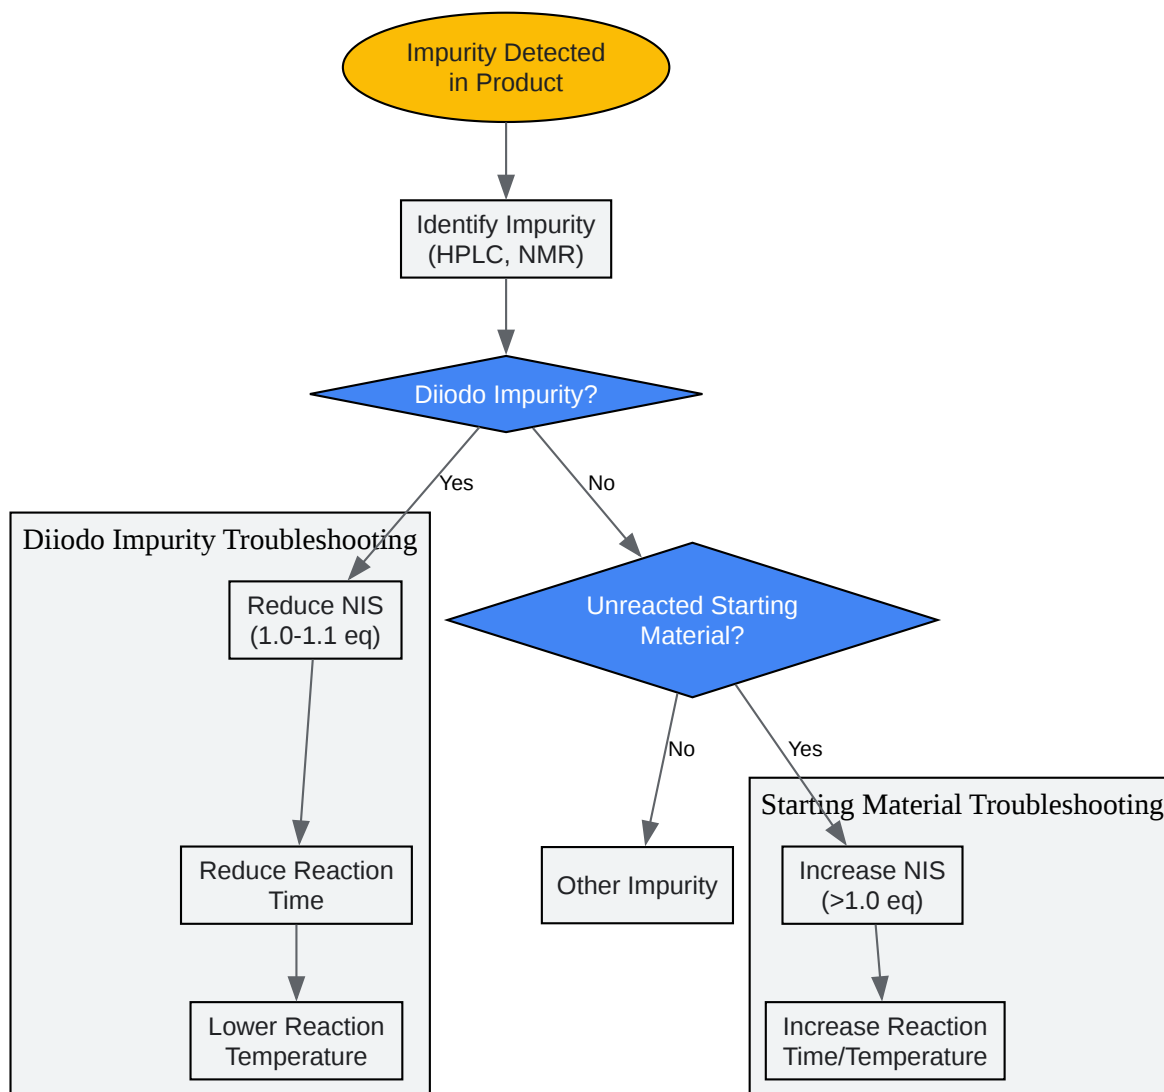 Impurity Detected
in Product
Identify Impurity
(HPLC, NMR)
Diiodo Impurity?
Yes
No
Diiodo Impurity Troubleshooting
Reduce NIS
(1.0-1.1 eq)
Unreacted Starting
Material?
No
Yes
Starting Material Troubleshooting
Reduce Reaction
Time
Other Impurity
Increase NIS
(>1.0 eq)
Lower Reaction
Temperature
Increase Reaction
Time/Temperature